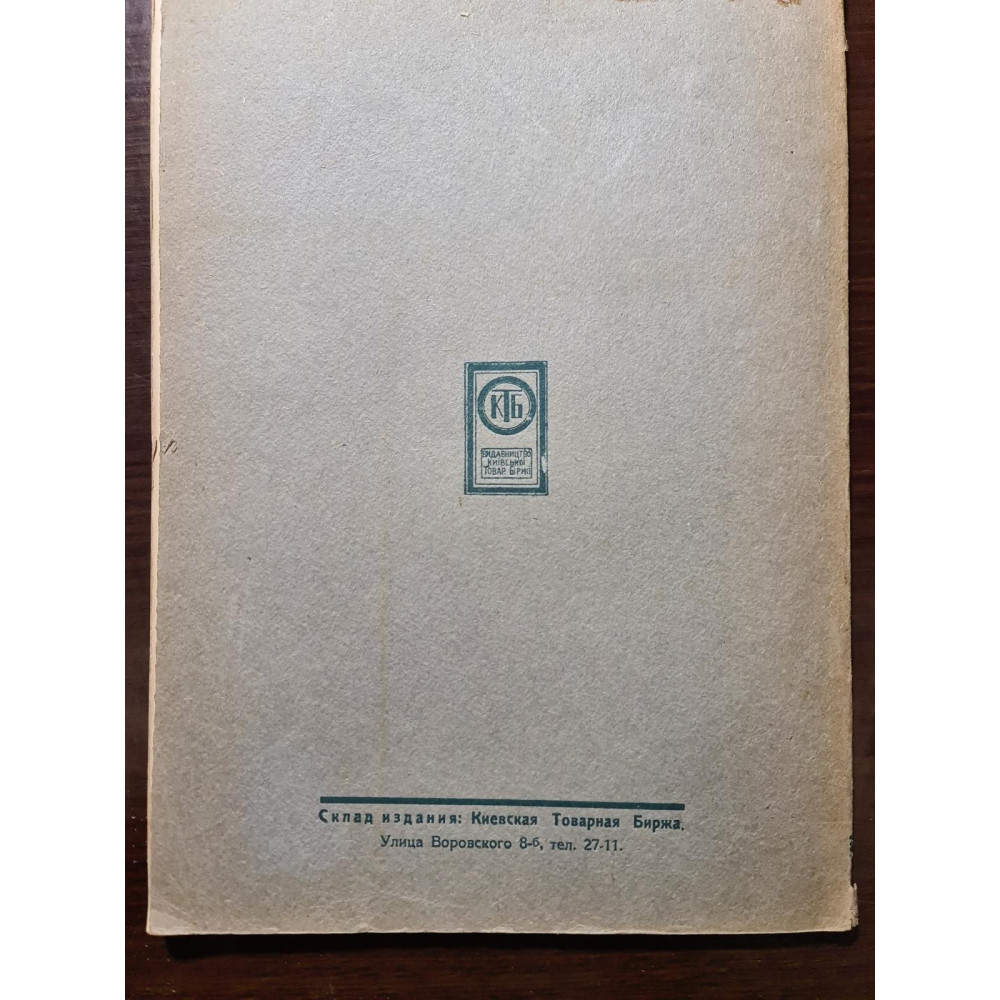 КТБ
ВИДАВНИЦТВО
КИЇВСЬКОЇ
ТОВАР. БІРЖІ
Склад издания: Киевская Товарная Биржа.
Улица Воровского 8-б, тел. 27-11.